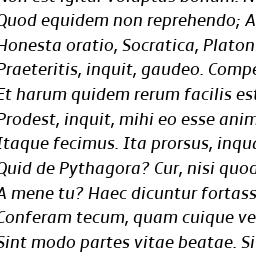 Non est igitur voluptas bonum. N
Quod equidem non reprehendo; A
Honesta oratio, Socratica, Platon
Praeteritis, inquit, gaudeo. Compe
Et harum quidem rerum facilis est
Prodest, inquit, mihi eo esse anim
Itaque fecimus. Ita prorsus, inqua
Quid de Pythagora? Cur, nisi quod
A mene tu? Haec dicuntur fortass
Conferam tecum, quam cuique ve
Sint modo partes vitae beatae. Si